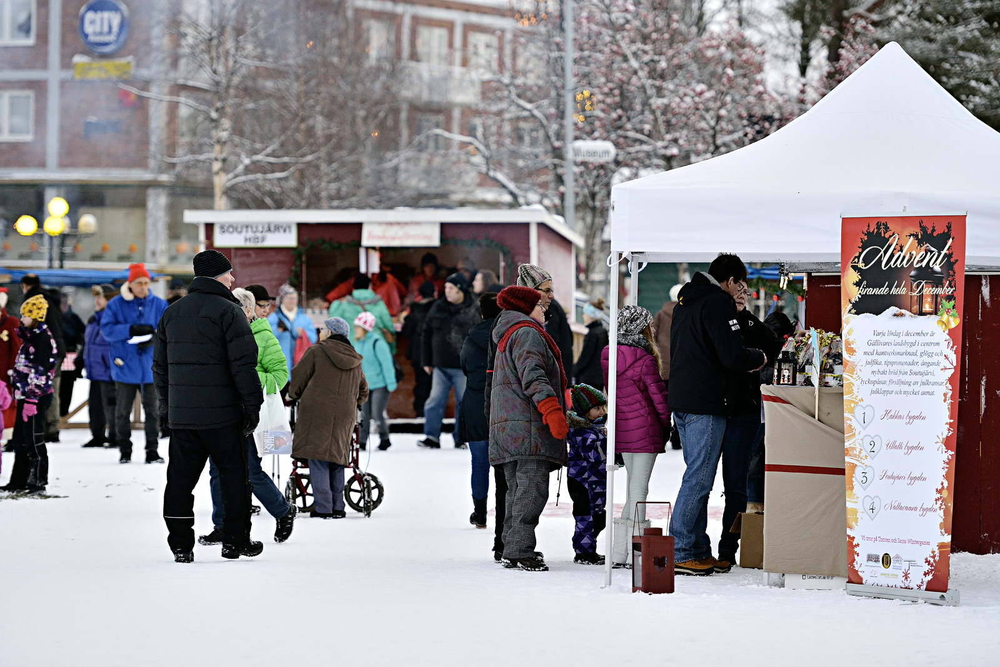 CITY
Museum
SOUTUJÄRVI
HBF
Advent
firande hela December
Varje lördag i december är
Gällivares landsbygd i centrum
med hantverksmarknad, glögg och
julfika, tipspromenader, ångande
nybakt bröd från Soutujärvi,
lyckopåsar, försäljning av julkransar,
julklappar och mycket annat.
1 Hakkas bygden
2 Ullatti bygden
3 Soutujärvi bygden
4 Nattavaara bygden
Vi tror på Tomten och Santa Wintergames